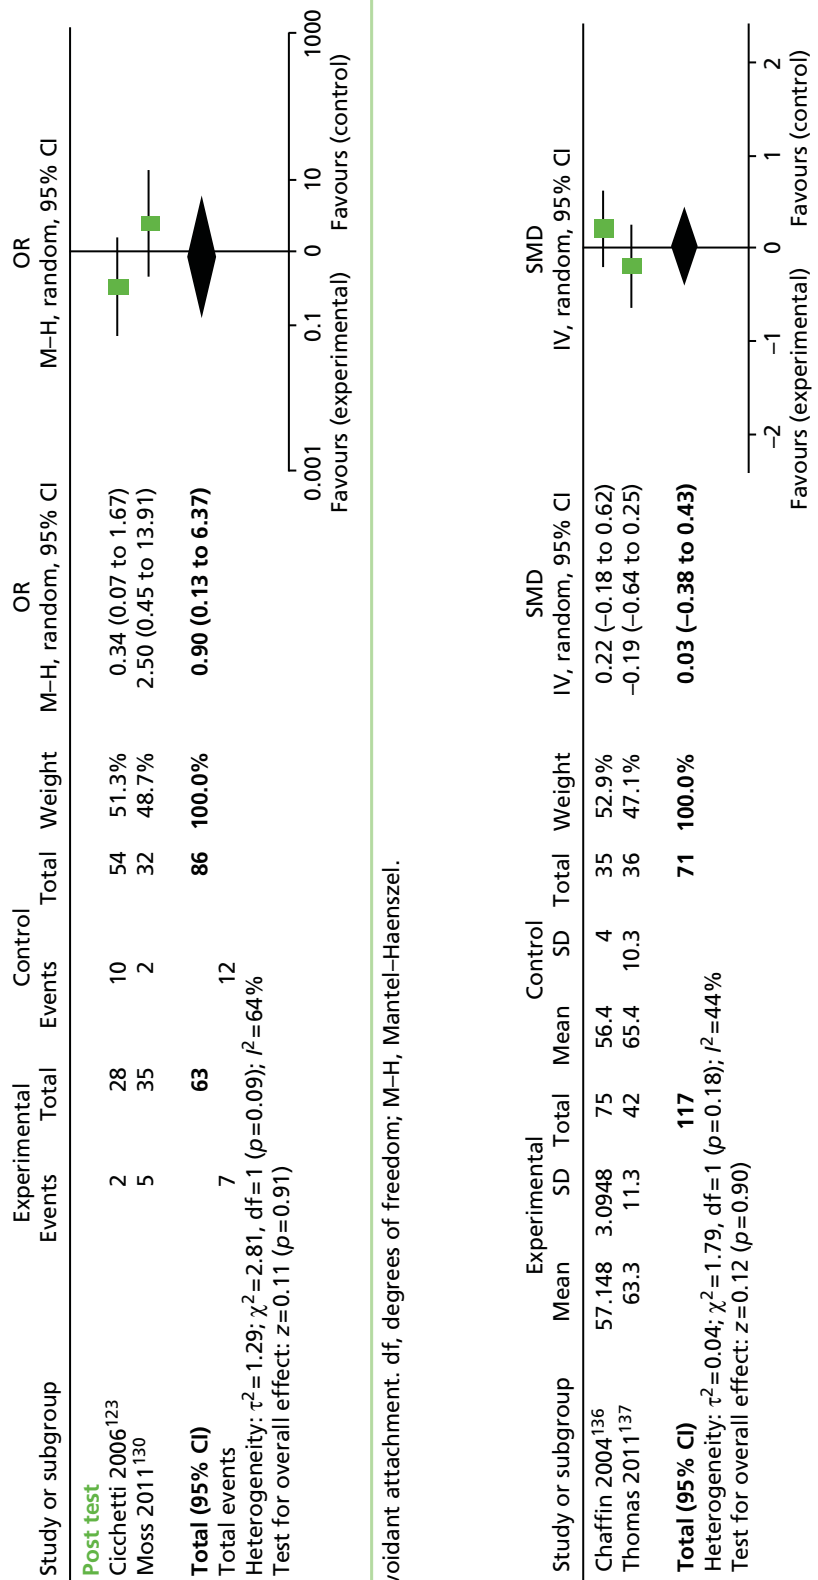 Experimental Control OR OR
Study or subgroup Events Total Events Total Weight M–H, random, 95% CI M–H, random, 95% CI
Post test
Cicchetti 2006123 2 28 10 54 51.3% 0.34 (0.07 to 1.67)
Moss 2011130 5 35 2 32 48.7% 2.50 (0.45 to 13.91)
Total (95% CI) 63 86 100.0% 0.90 (0.13 to 6.37)
Total events 7 12
Heterogeneity: τ2=1.29; χ2=2.81, df=1 (p=0.09); I2=64%
Test for overall effect: z=0.11 (p=0.91)
0.001 0.1 0 10 1000
Favours (experimental) Favours (control)
voidant attachment. df, degrees of freedom; M–H, Mantel–Haenszel.
Experimental Control SMD SMD
Study or subgroup Mean SD Total Mean SD Total Weight IV, random, 95% CI IV, random, 95% CI
Chaffin 2004136 57.148 3.0948 75 56.4 4 35 52.9% 0.22 (–0.18 to 0.62)
Thomas 2011137 63.3 11.3 42 65.4 10.3 36 47.1% –0.19 (–0.64 to 0.25)
Total (95% CI) 117 71 100.0% 0.03 (–0.38 to 0.43)
Heterogeneity: τ2=0.04; χ2=1.79, df=1 (p=0.18); I2=44%
Test for overall effect: z=0.12 (p=0.90)
–2 –1 0 1 2
Favours (experimental) Favours (control)